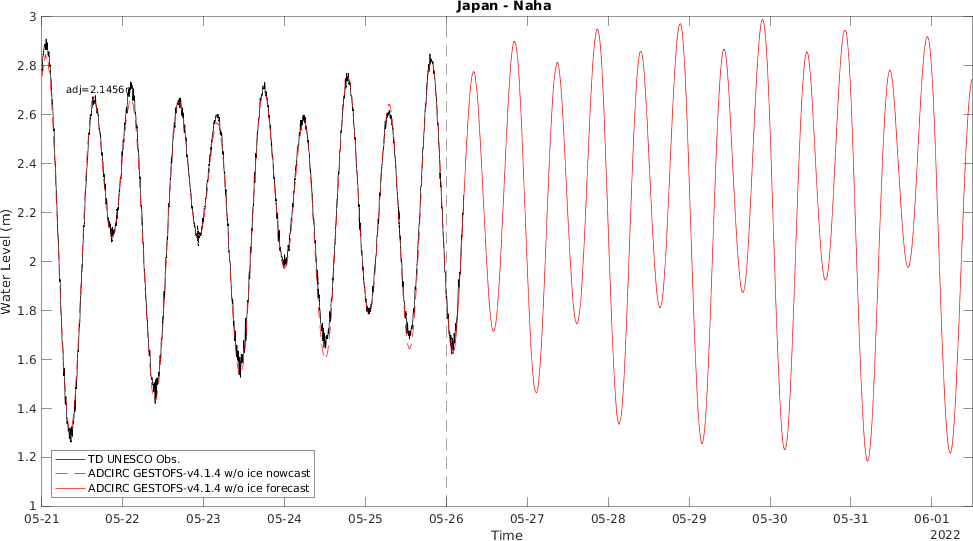 Japan - Naha
3
2.8
2.6
2.4
2.2
2
1.8
1.6
1.4
1.2
1
Water Level (m)
adj=2.1456
TD UNESCO Obs.
ADCIRC GESTOFS-v4.1.4 w/o ice nowcast
ADCIRC GESTOFS-v4.1.4 w/o ice forecast
05-21 05-22 05-23 05-24 05-25 05-26 05-27 05-28 05-29 05-30 05-31 06-01
Time
2022